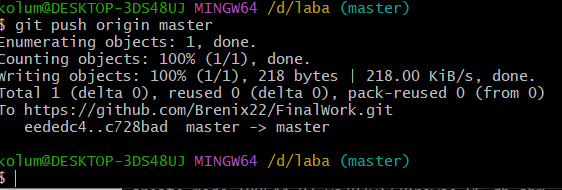 kolum@DESKTOP-3DS48UJ MINGW64 /d/laba (master)
$ git push origin master
Enumerating objects: 1, done.
Counting objects: 100% (1/1), done.
Writing objects: 100% (1/1), 218 bytes | 218.00 KiB/s, done.
Total 1 (delta 0), reused 0 (delta 0), pack-reused 0 (from 0)
To https://github.com/Brenix22/FinalWork.git
eededc4..c728bad master -> master
kolum@DESKTOP-3DS48UJ MINGW64 /d/laba (master)
$